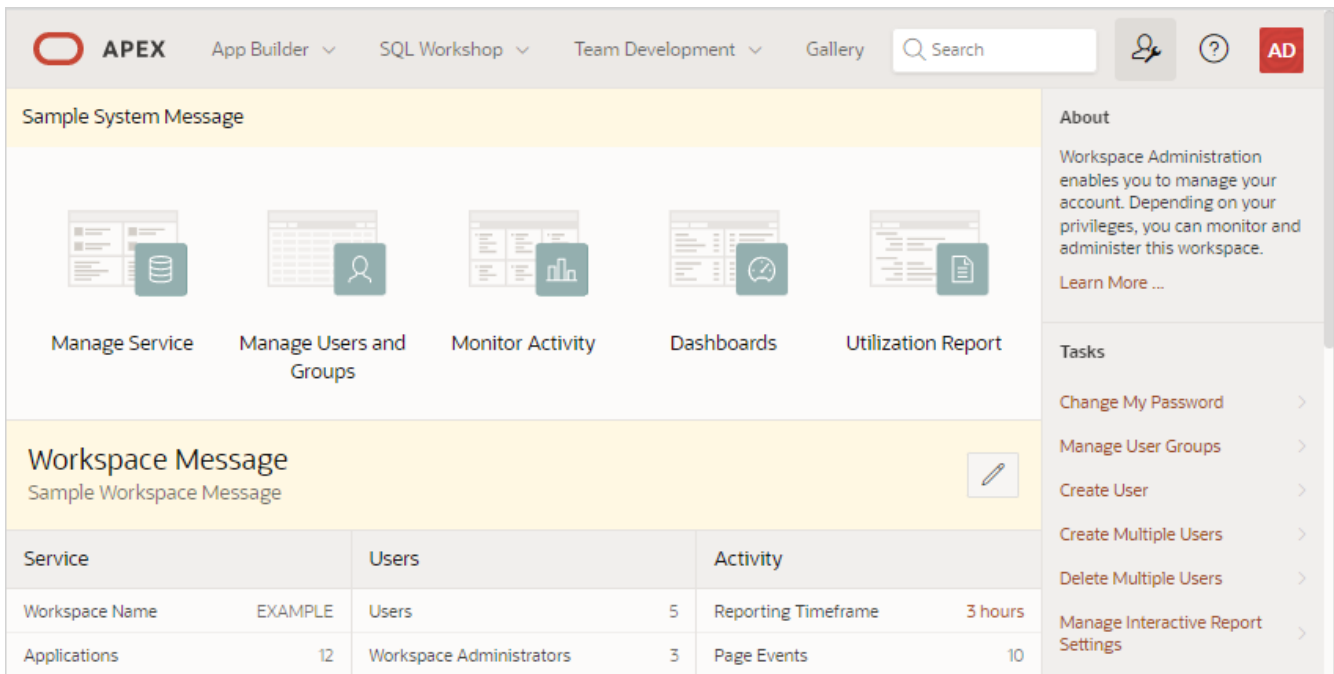 APEX
App Builder
SQL Workshop
Team Development
Gallery
Search
AD
Sample System Message
Manage Service
Manage Users and
Groups
Monitor Activity
Dashboards
Utilization Report
Workspace Message
Sample Workspace Message
Service
Users
Activity
Workspace Name EXAMPLE
Users 5
Reporting Timeframe 3 hours
Applications 12
Workspace Administrators 3
Page Events 10
About
Workspace Administration
enables you to manage your
account. Depending on your
privileges, you can monitor and
administer this workspace.
Learn More ...
Tasks
Change My Password
Manage User Groups
Create User
Create Multiple Users
Delete Multiple Users
Manage Interactive Report
Settings